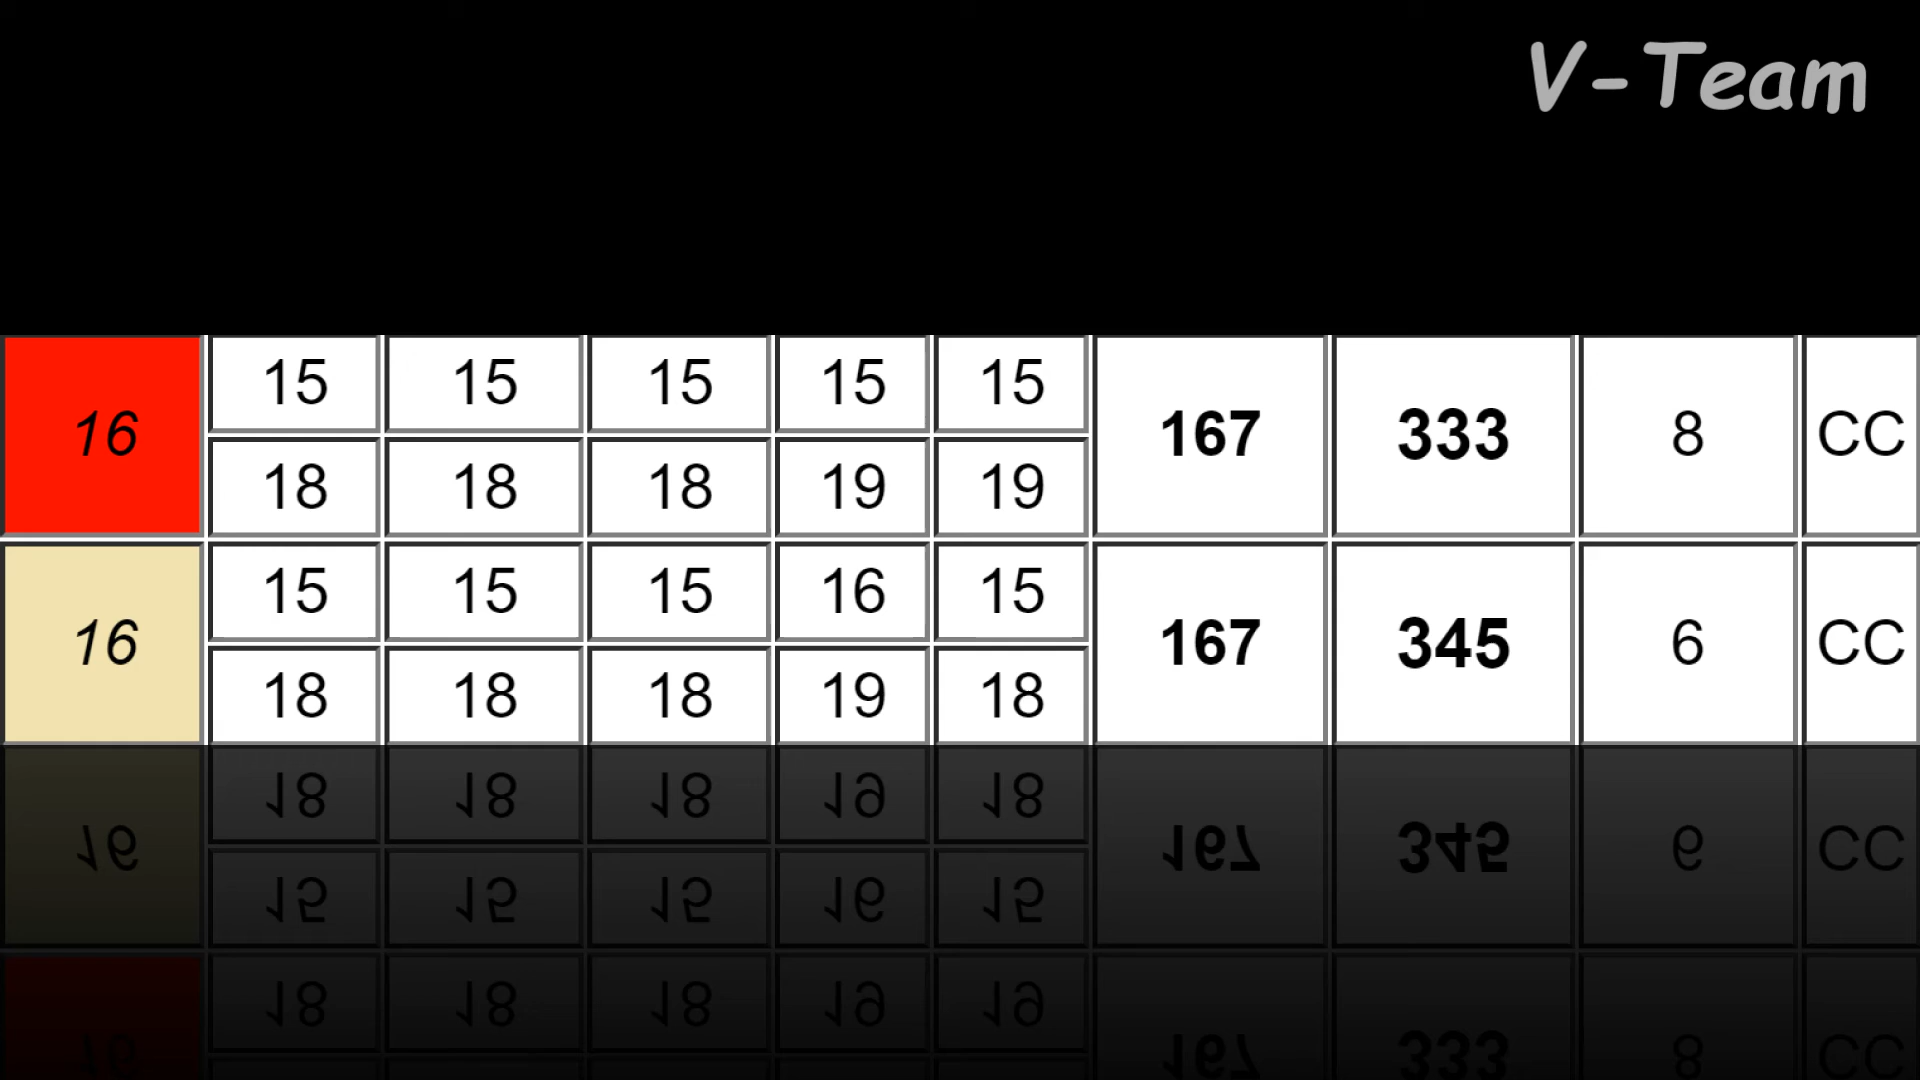 V-Team
16 15 15 15 15 15 167 333 8 CC
18 18 18 19 19
16 15 15 15 16 15 167 345 6 CC
18 18 18 19 18